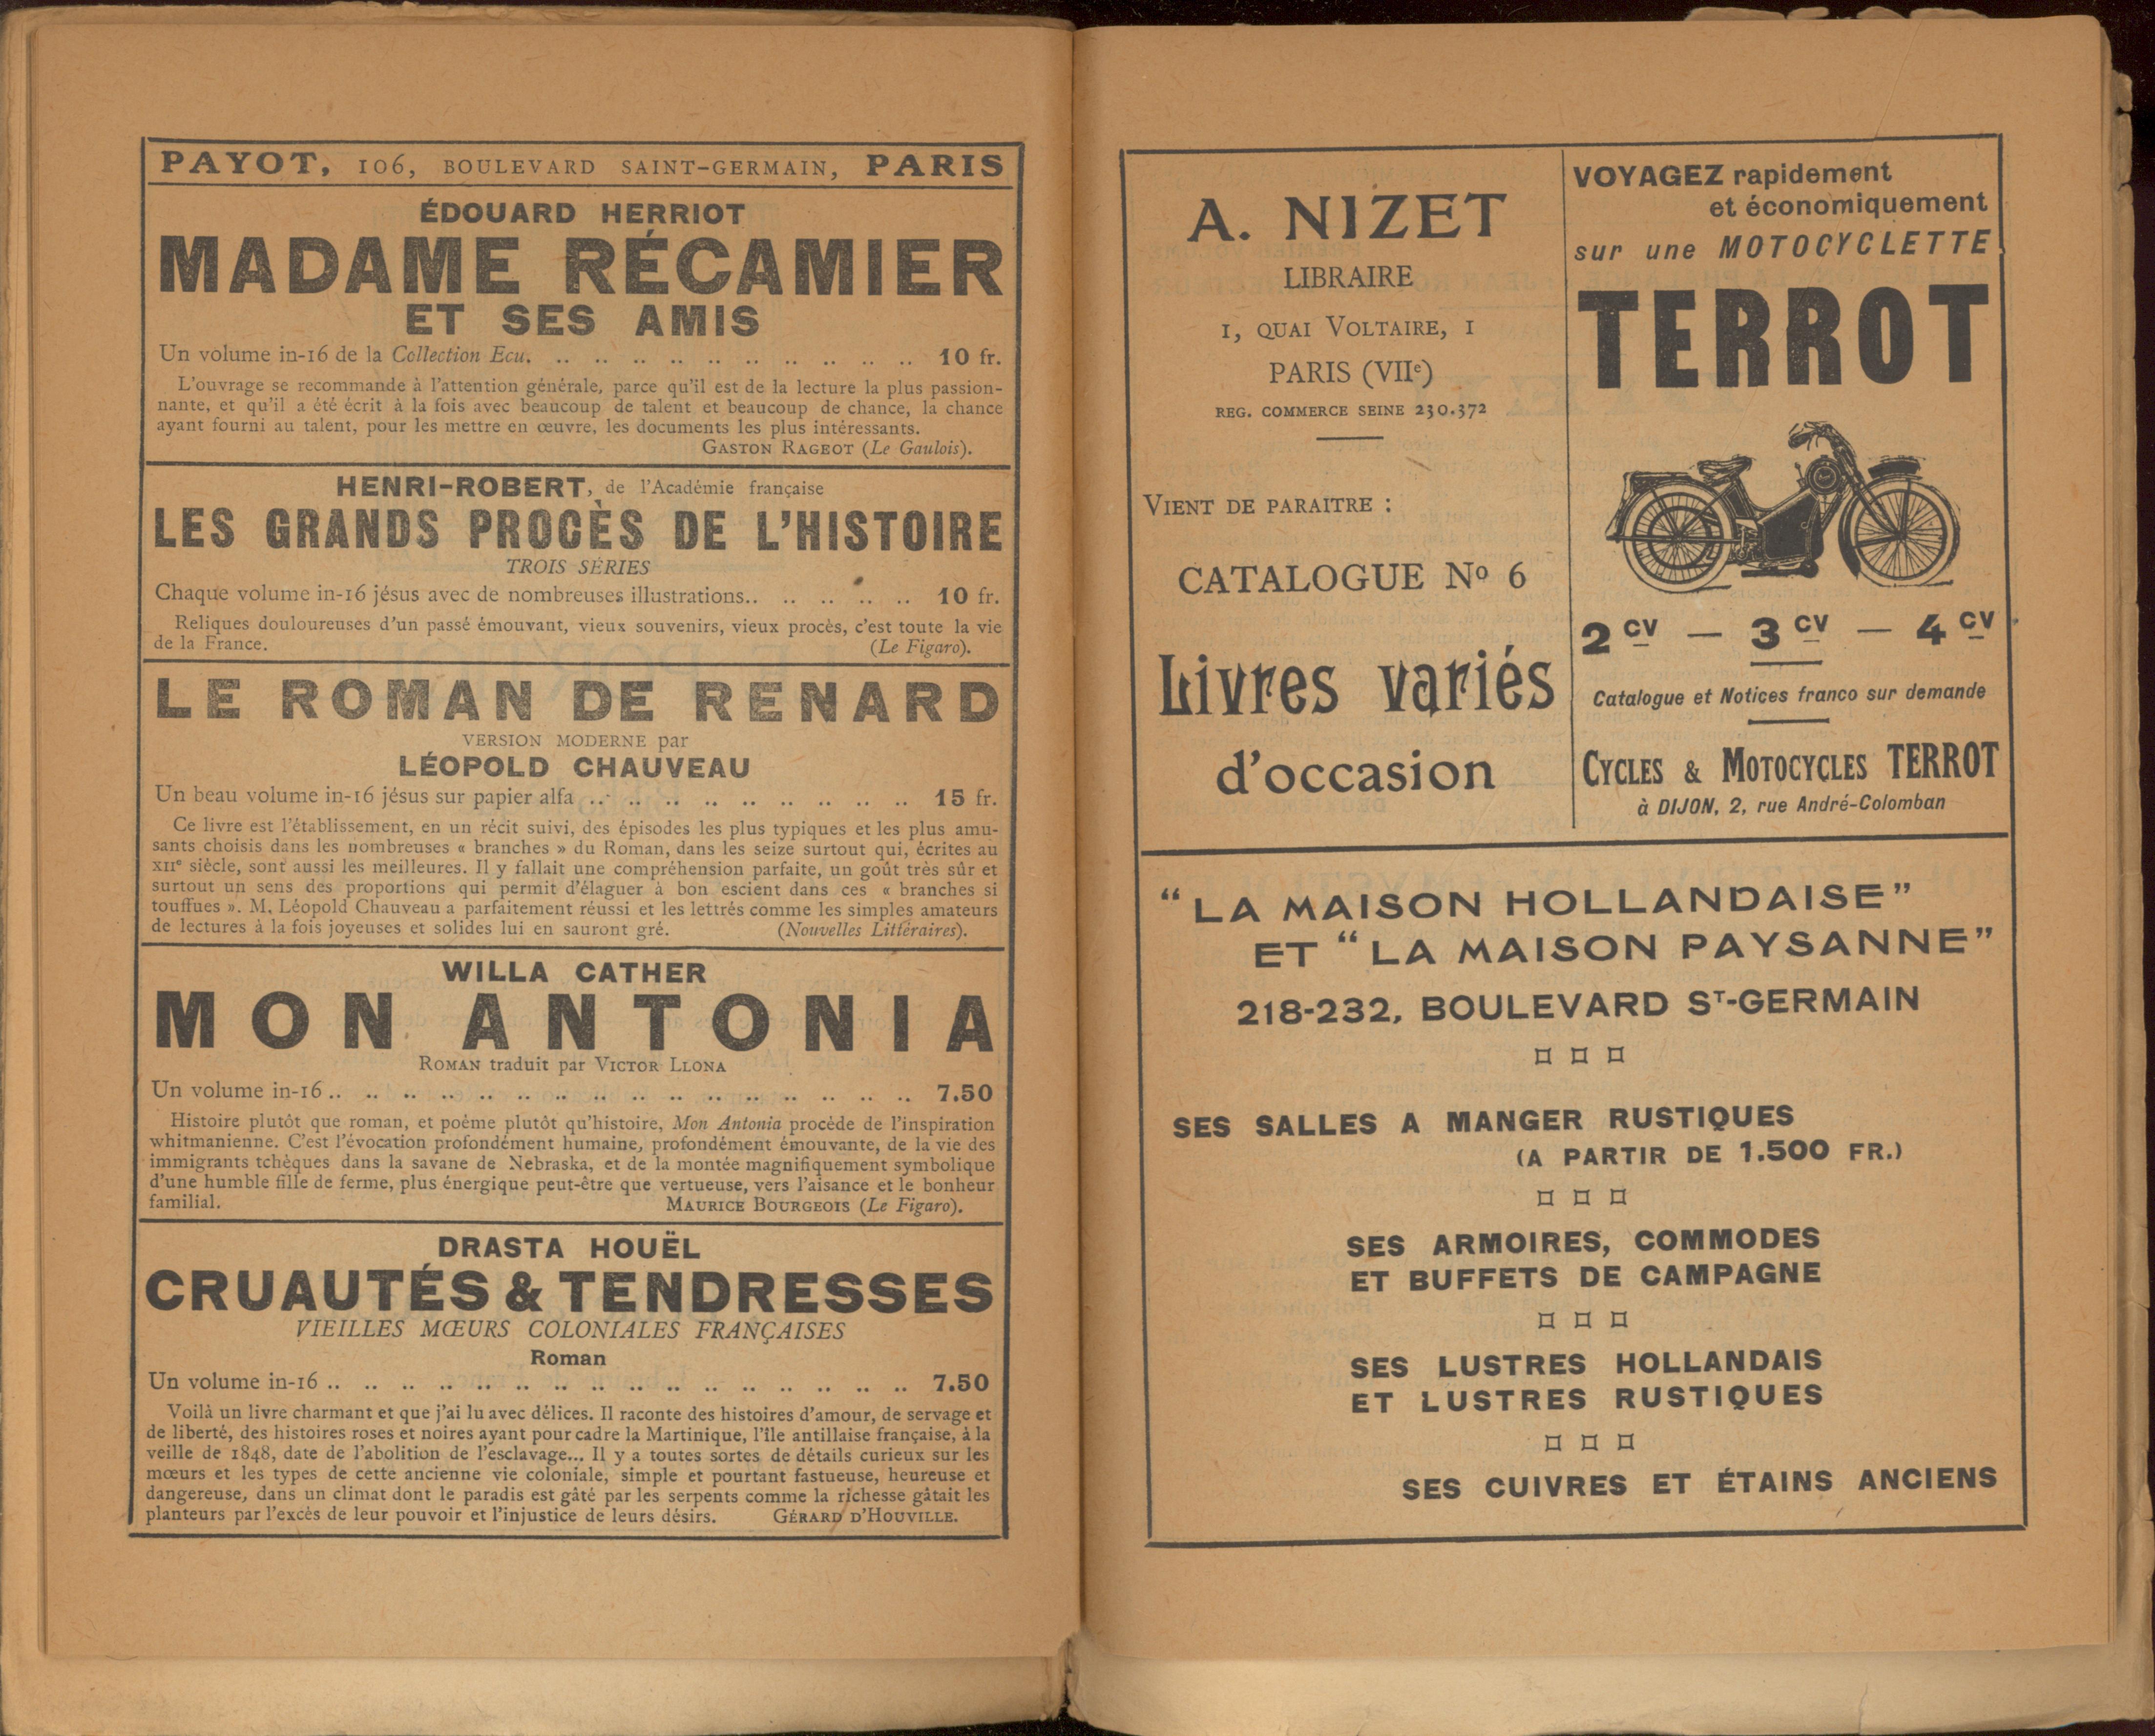 PAYOT, 106, BOULEVARD SAINT-GERMAIN, PARIS
ÉDOUARD HERRIOT
MADAME RÉCAMIER
ET SES AMIS
Un volume in-16 de la Collection Ecu. .. .. .. .. .. .. .. .. .. .. 10 fr.
L'ouvrage se recommande à l'attention générale, parce qu'il est de la lecture la plus passion-
nante, et qu'il a été écrit à la fois avec beaucoup de talent et beaucoup de chance, la chance
ayant fourni au talent, pour les mettre en œuvre, les documents les plus intéressants.
GASTON RAGEOT (Le Gaulois).
HENRI-ROBERT, de l'Académie française
LES GRANDS PROCÈS DE L'HISTOIRE
TROIS SÉRIES
Chaque volume in-16 jésus avec de nombreuses illustrations.. .. .. .. .. 10 fr.
Reliques douloureuses d'un passé émouvant, vieux souvenirs, vieux procès, c'est toute la vie
de la France. (Le Figaro).
LE ROMAN DE RENARD
VERSION MODERNE par
LÉOPOLD CHAUVEAU
Un beau volume in-16 jésus sur papier alfa .. .. .. .. .. .. .. .. .. 15 fr.
Ce livre est l'établissement, en un récit suivi, des épisodes les plus typiques et les plus amu-
sants choisis dans les nombreuses « branches » du Roman, dans les seize surtout qui, écrites au
XIIe siècle, sont aussi les meilleures. Il y fallait une compréhension parfaite, un goût très sûr et
surtout un sens des proportions qui permit d'élaguer à bon escient dans ces « branches si
touffues ». M. Léopold Chauveau a parfaitement réussi et les lettrés comme les simples amateurs
de lectures à la fois joyeuses et solides lui en sauront gré. (Nouvelles Littéraires).
WILLA CATHER
MON ANTONIA
ROMAN traduit par VICTOR LLONA
Un volume in-16.. .. .. .. .. .. .. .. .. .. .. .. .. .. .. .. 7.50
Histoire plutôt que roman, et poème plutôt qu'histoire, Mon Antonia procède de l'inspiration
whitmanienne. C'est l'évocation profondément humaine, profondément émouvante, de la vie des
immigrants tchèques dans la savane de Nebraska, et de la montée magnifiquement symbolique
d'une humble fille de ferme, plus énergique peut-être que vertueuse, vers l'aisance et le bonheur
familial. MAURICE BOURGEOIS (Le Figaro).
DRASTA HOUËL
CRUAUTÉS & TENDRESSES
VIEILLES MŒURS COLONIALES FRANÇAISES
Roman
Un volume in-16 .. .. .. .. .. .. .. .. .. .. .. .. .. .. .. .. 7.50
Voilà un livre charmant et que j'ai lu avec délices. Il raconte des histoires d'amour, de servage et
de liberté, des histoires roses et noires ayant pour cadre la Martinique, l'île antillaise française, à la
veille de 1848, date de l'abolition de l'esclavage... Il y a toutes sortes de détails curieux sur les
mœurs et les types de cette ancienne vie coloniale, simple et pourtant fastueuse, heureuse et
dangereuse, dans un climat dont le paradis est gâté par les serpents comme la richesse gâtait les
planteurs par l'excès de leur pouvoir et l'injustice de leurs désirs. GÉRARD D'HOUVILLE.
A. NIZET
LIBRAIRE
1, QUAI VOLTAIRE, 1
PARIS (VIIe)
REG. COMMERCE SEINE 230.372
VIENT DE PARAITRE :
CATALOGUE No 6
Livres variés
d'occasion
VOYAGEZ rapidement
et économiquement
sur une MOTOCYCLETTE
TERROT
2 CV — 3 CV — 4 CV
Catalogue et Notices franco sur demande
CYCLES & MOTOCYCLES TERROT
à DIJON, 2, rue André-Colomban
"LA MAISON HOLLANDAISE"
ET "LA MAISON PAYSANNE"
218-232, BOULEVARD ST-GERMAIN
SES SALLES A MANGER RUSTIQUES
(A PARTIR DE 1.500 FR.)
SES ARMOIRES, COMMODES
ET BUFFETS DE CAMPAGNE
SES LUSTRES HOLLANDAIS
ET LUSTRES RUSTIQUES
SES CUIVRES ET ÉTAINS ANCIENS